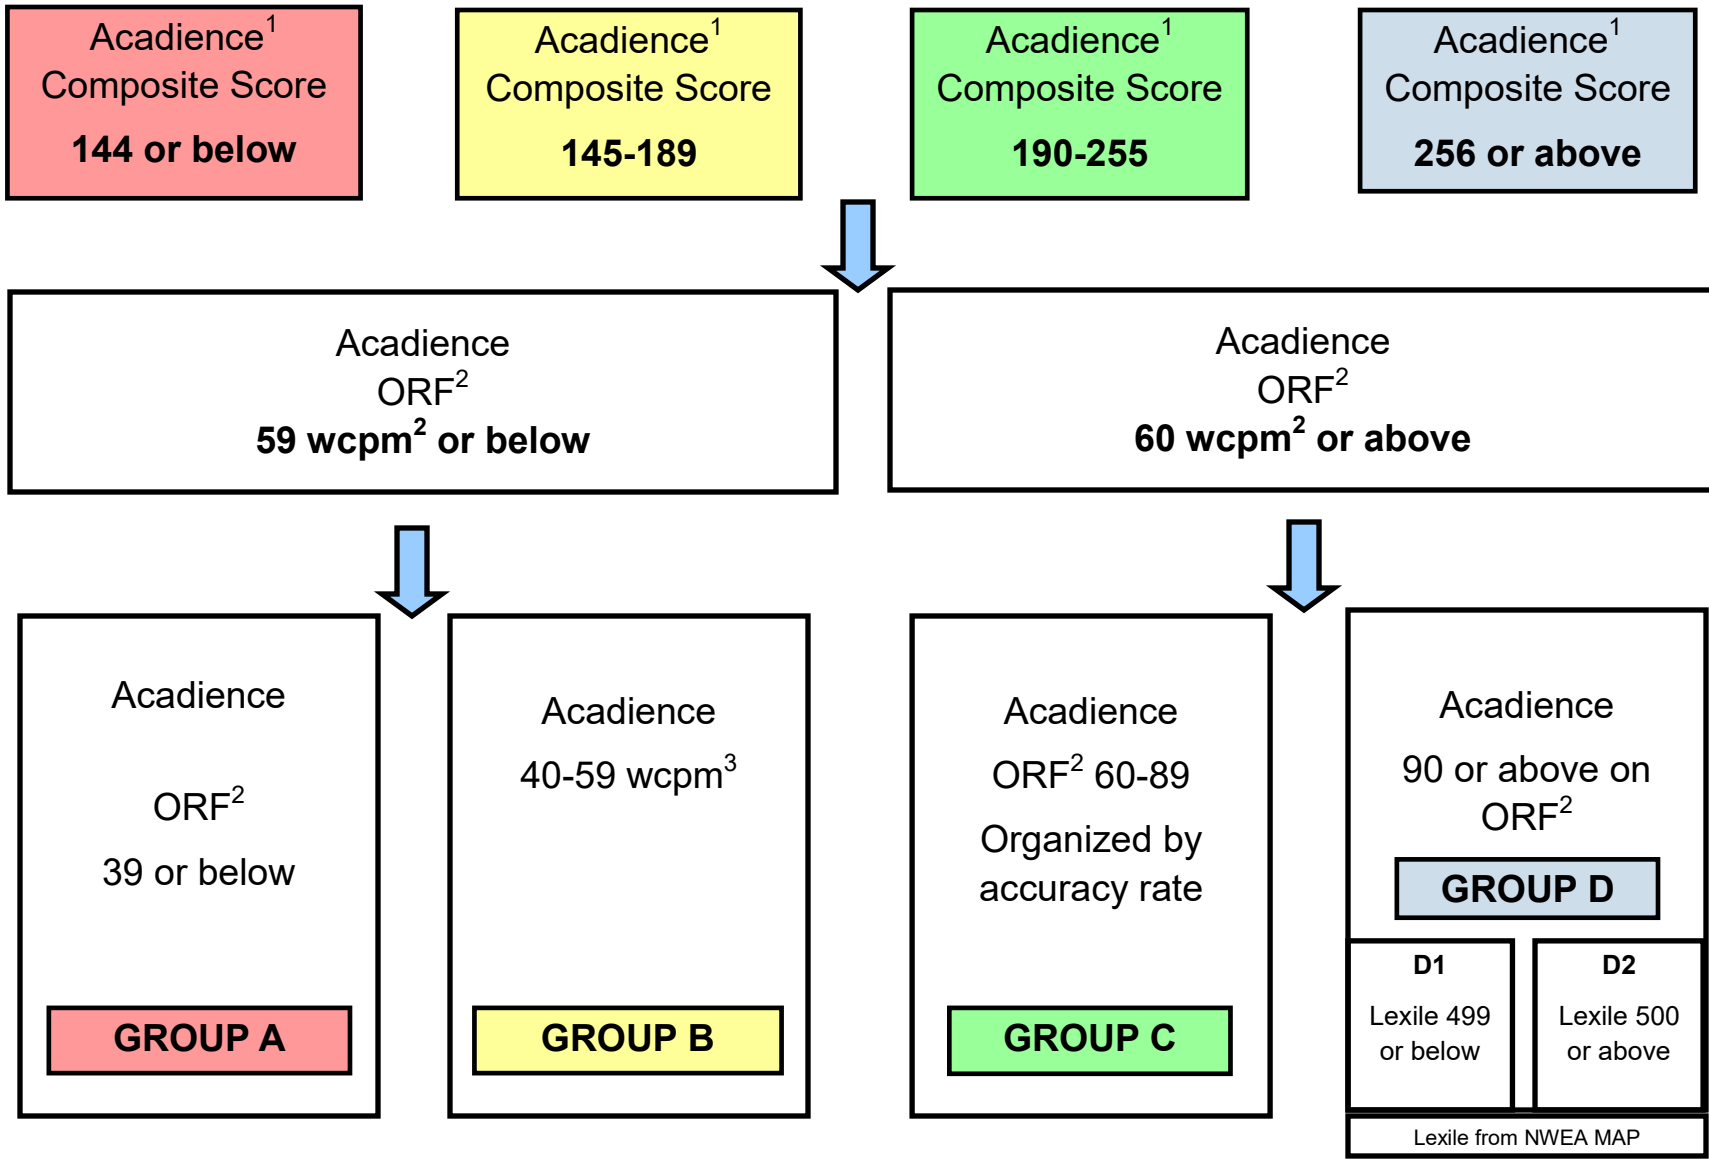 Acadience¹
Composite Score
144 or below
Acadience¹
Composite Score
145-189
Acadience¹
Composite Score
190-255
Acadience¹
Composite Score
256 or above
Acadience
ORF²
59 wcpm² or below
Acadience
ORF²
60 wcpm² or above
Acadience
ORF²
39 or below
GROUP A
Acadience
40-59 wcpm³
GROUP B
Acadience
ORF² 60-89
Organized by
accuracy rate
GROUP C
Acadience
90 or above on
ORF²
GROUP D
D1
Lexile 499
or below
D2
Lexile 500
or above
Lexile from NWEA MAP